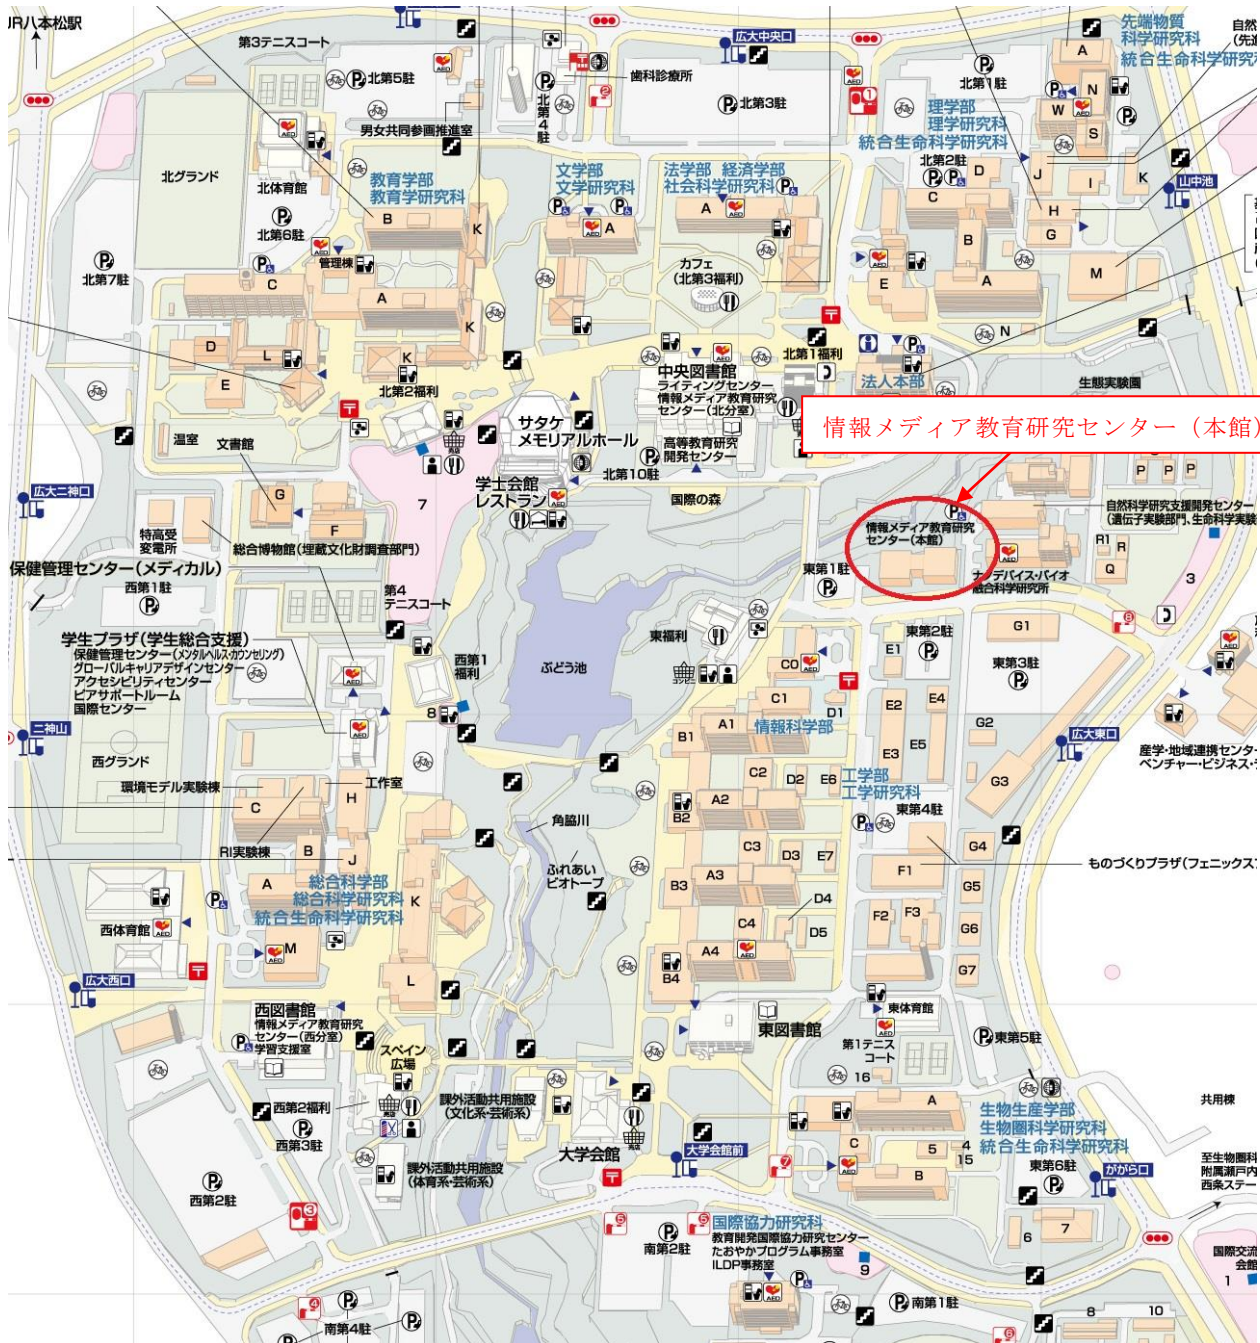 JR八本松駅
第3テニスコート
北第5駐
男女共同参画推進室
北第4駐
歯科診療所
広大中央口
北第3駐
北第1駐
先端物質
科学研究科
統合生命科学研究科
理学部
理学研究科
統合生命科学研究科
北第2駐
山中池
北グランド
北体育館
北第6駐
北第7駐
管理棟
教育学部
教育学研究科
文学部
文学研究科
法学部 経済学部
社会科学研究科
カフェ
(北第3福利)
北第1福利
法人本部
生態実験園
中央図書館
ライティングセンター
情報メディア教育研究
センター(北分室)
高等教育研究
開発センター
北第10駐
国際の森
サタケ
メモリアルホール
学士会館
レストラン
北第2福利
温室
文書館
広大二神口
特高受
変電所
総合博物館(埋蔵文化財調査部門)
保健管理センター(メディカル)
西第1駐
第4
テニスコート
情報メディア教育研究センター（本館）
情報メディア教育研究
センター(本館)
自然科学研究支援開発センター
ナノデバイス・バイオ
融合科学研究所
東第1駐
東第2駐
東第3駐
東福利
ぶどう池
西第1
福利
学生プラザ(学生総合支援)
保健管理センター(メンタルヘルス・カウンセリング)
グローバルキャリアデザインセンター
アクセシビリティセンター
ピアサポートルーム
国際センター
二神山
西グランド
環境モデル実験棟
工作室
RI実験棟
総合科学部
総合科学研究科
統合生命科学研究科
西体育館
広大西口
角脇川
ふれあい
ビオトープ
情報科学部
工学部
工学研究科
東第4駐
広大東口
産学・地域連携センター
ものづくりプラザ(フェニックス
西図書館
情報メディア教育研究
センター(西分室)
学習支援室
スペイン
広場
西第2福利
西第3駐
西第2駐
課外活動共用施設
(文化系・芸術系)
課外活動共用施設
(体育系・芸術系)
大学会館
大学会館前
東図書館
東体育館
第1テニス
コート
東第5駐
生物生産学部
生物圏科学研究科
統合生命科学研究科
東第6駐
ががら口
共用棟
至生物圏科
附属瀬戸内
西条ステー
国際交流
会館
国際協力研究科
教育開発国際協力研究センター
たおやかプログラム事務室
ILDP事務室
南第2駐
南第1駐
南第4駐